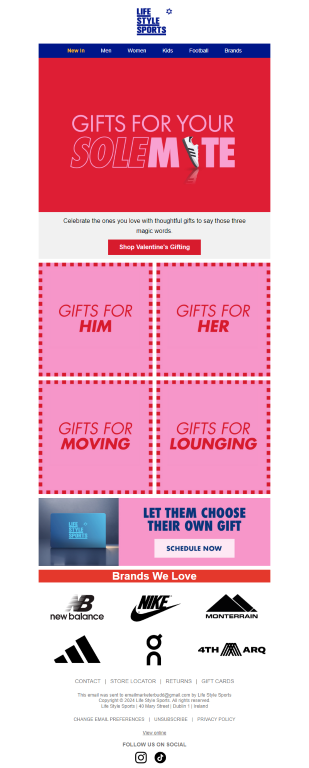 LIFE
STYLE
SPORTS
New In Men Women Kids Football Brands
GIFTS FOR YOUR
SOLEMATE
Celebrate the ones you love with thoughtful gifts to say those three
magic words.
Shop Valentine's Gifting
GIFTS FOR
HIM
GIFTS FOR
HER
GIFTS FOR
MOVING
GIFTS FOR
LOUNGING
LIFE
STYLE
SPORTS
LET THEM CHOOSE
THEIR OWN GIFT
SCHEDULE NOW
Brands We Love
NB
new balance
NIKE
MONTERRAIN
on
4TH ARQ
CONTACT | STORE LOCATOR | RETURNS | GIFT CARDS
This email was sent to emailmarketerbudd@gmail.com by Life Style Sports
Copyright © 2024 Life Style Sports. All rights reserved.
Life Style Sports | 40 Mary Street | Dublin 1 | Ireland
CHANGE EMAIL PREFERENCES | UNSUBSCRIBE | PRIVACY POLICY
View online
FOLLOW US ON SOCIAL